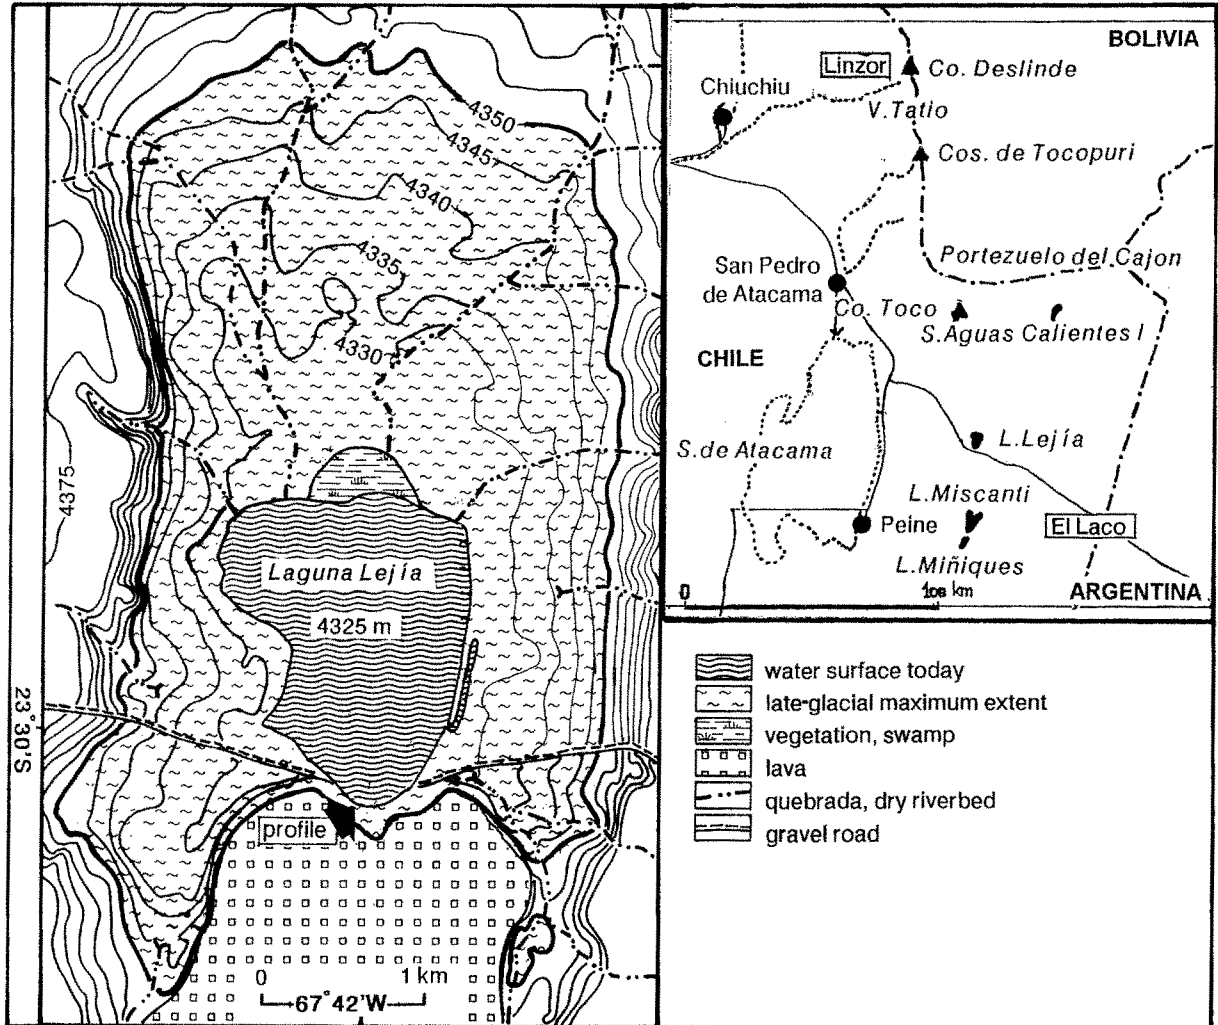 4350
4345
4340
4335
4330
4375
Laguna Lejía
4325 m
profile
0 1 km
67°42'W
23°30'S
BOLIVIA
Linzor
Co. Deslinde
Chiuchiu
V.Tatio
Cos. de Tocopuri
Portezuelo del Cajon
San Pedro
de Atacama
Co. Toco
S.Aguas Calientes I
CHILE
L.Lejía
S.de Atacama
L.Miscanti
Peine
El Laco
L.Miñiques
ARGENTINA
0 km
water surface today
late-glacial maximum extent
vegetation, swamp
lava
quebrada, dry riverbed
gravel road